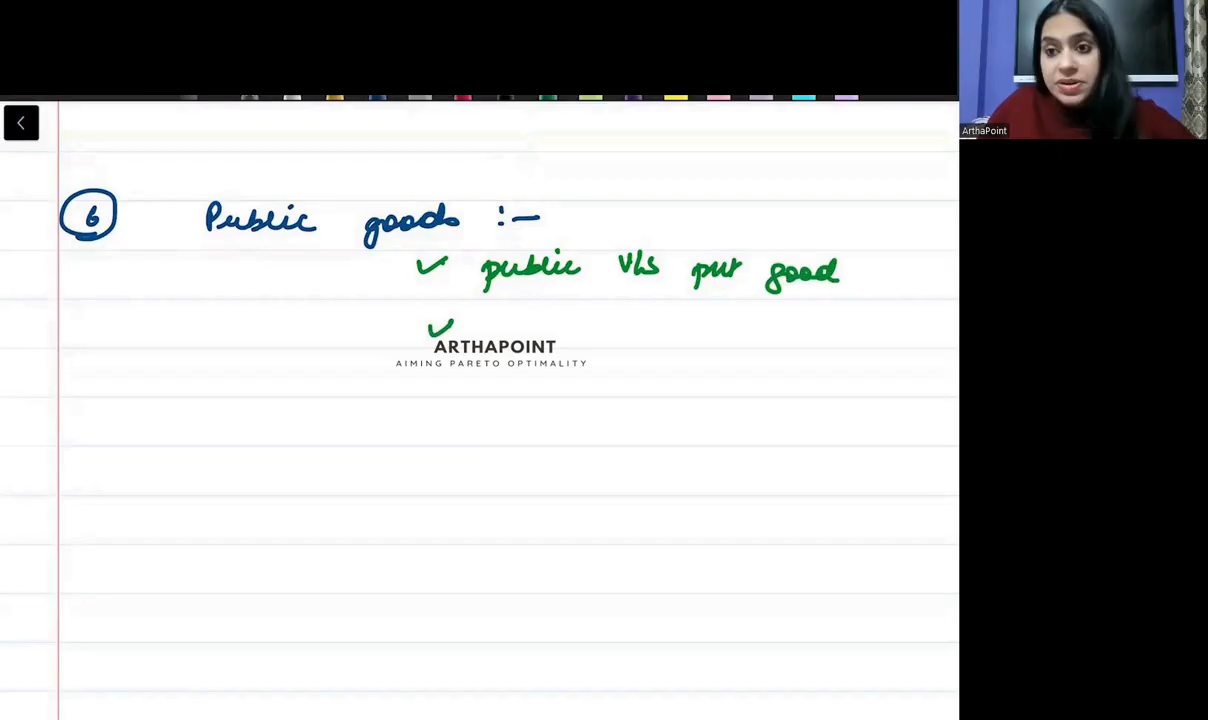 ArthaPoint
6 Public goods :-
✓ public v/s pvt good
✓
ARTHAPOINT
AIMING PARETO OPTIMALITY